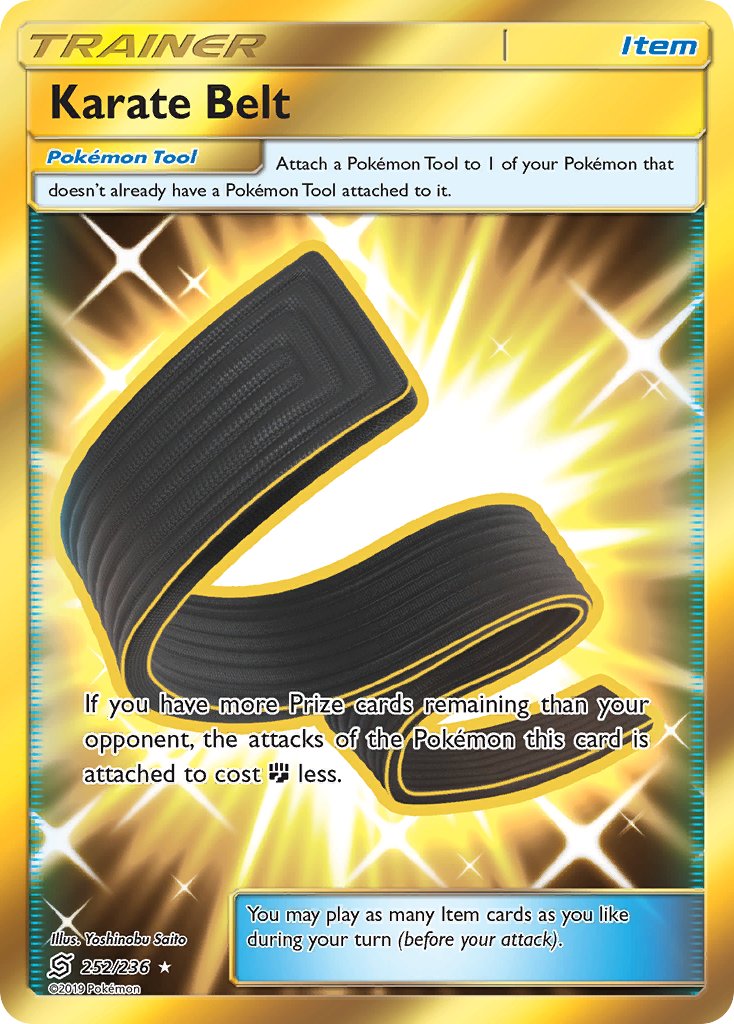 TRAINER
Item
Karate Belt
Pokémon Tool
Attach a Pokémon Tool to 1 of your Pokémon that
doesn't already have a Pokémon Tool attached to it.
If you have more Prize cards remaining than your
opponent, the attacks of the Pokémon this card is
attached to cost less.
You may play as many Item cards as you like
during your turn (before your attack).
Illus. Yoshinobu Saito
252/236 ★
©2019 Pokémon